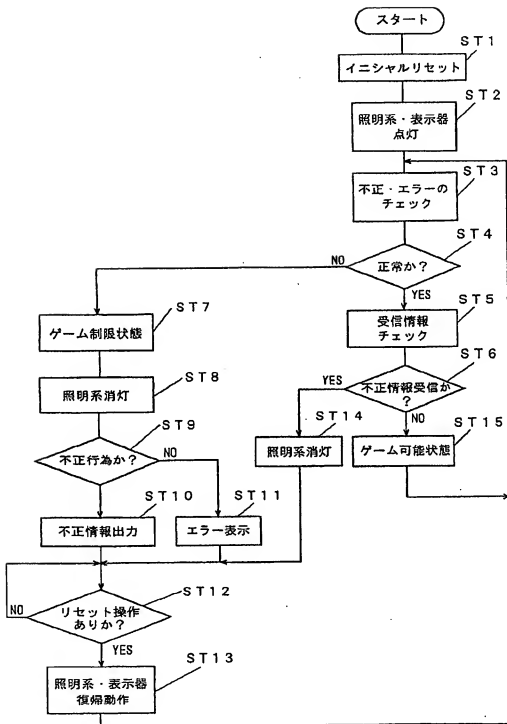 スタート
ST1
イニシャルリセット
ST2
照明系・表示器
点灯
ST3
不正・エラーの
チェック
ST4
正常か?
NO
YES
ST5
受信情報
チェック
ST6
不正情報受信か
?
YES
NO
ST7
ゲーム制限状態
ST8
照明系消灯
ST9
不正行為か?
NO
ST14
照明系消灯
ST15
ゲーム可能状態
ST10
不正情報出力
ST11
エラー表示
ST12
リセット操作
ありか?
NO
YES
ST13
照明系・表示器
復帰動作